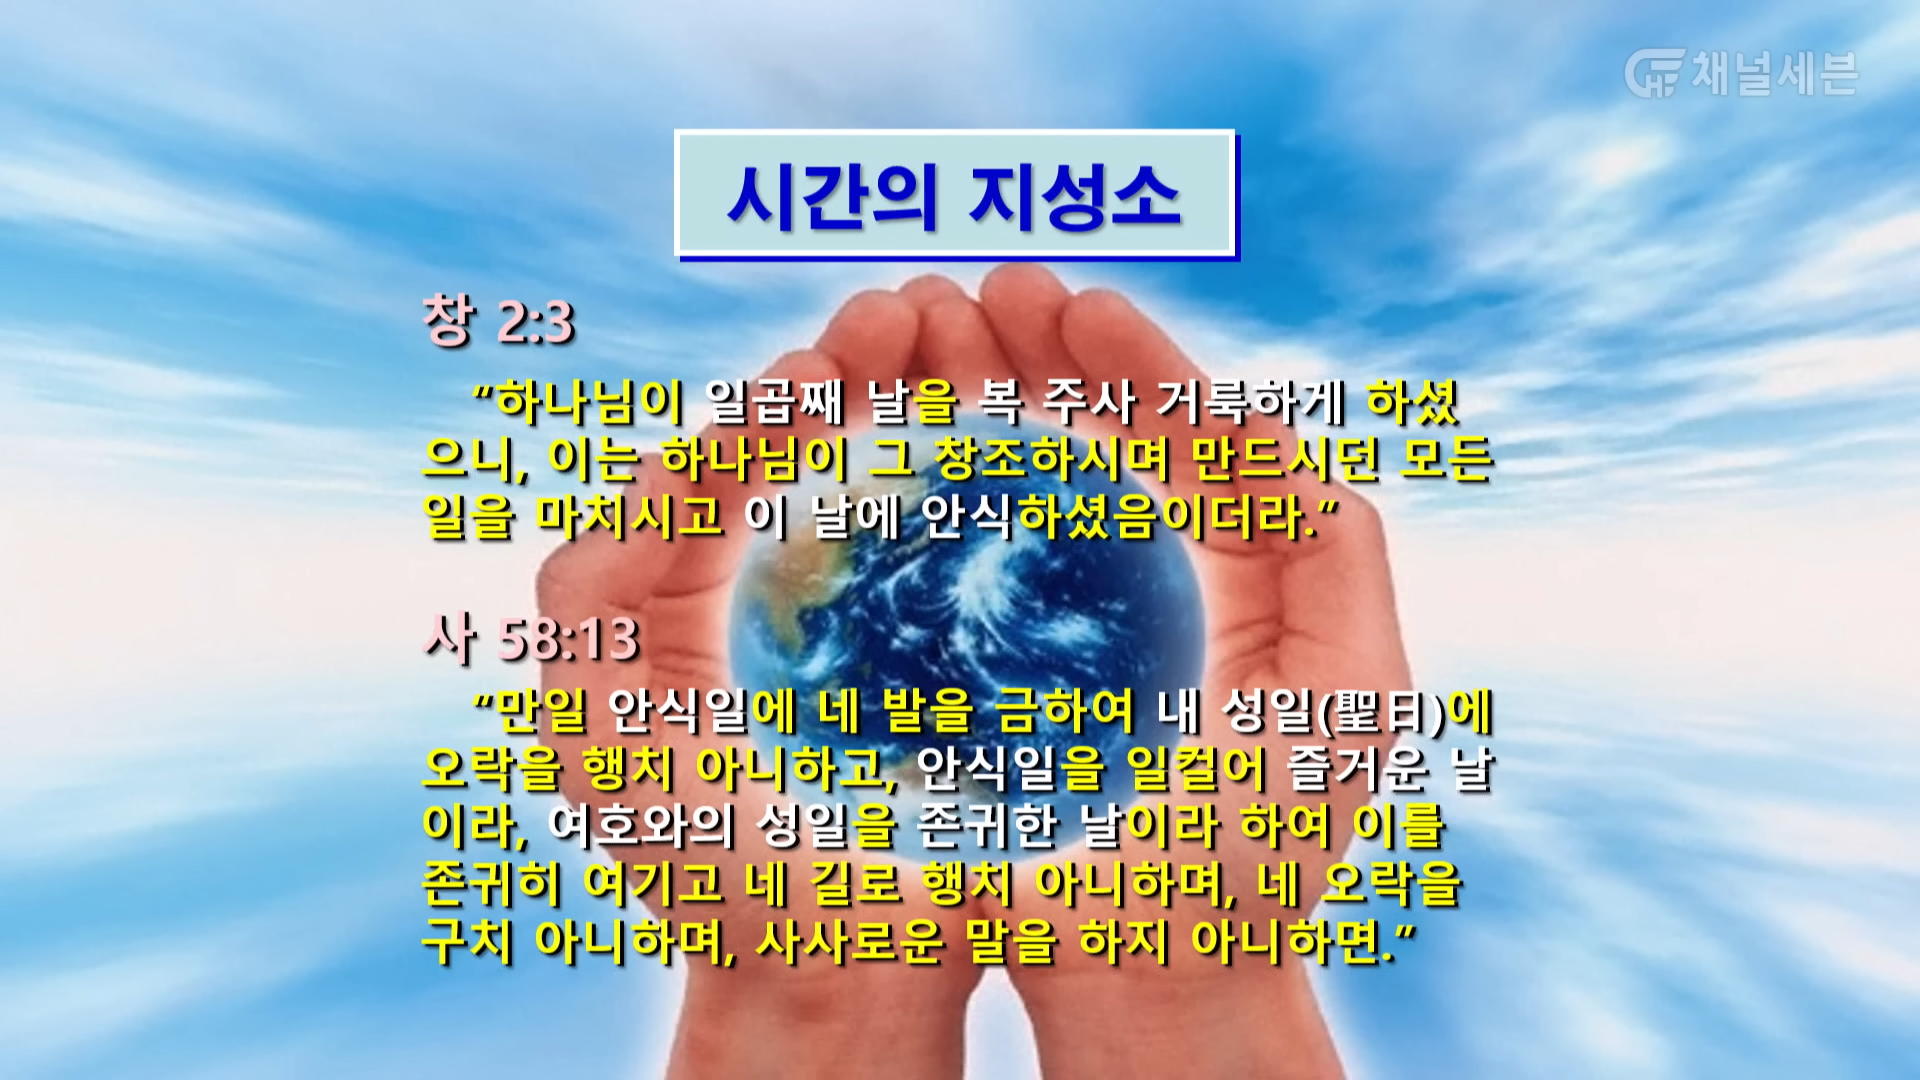 채널세븐
시간의 지성소
창 2:3
"하나님이 일곱째 날을 복 주사 거룩하게 하셨
으니, 이는 하나님이 그 창조하시며 만드시던 모든
일을 마치시고 이 날에 안식하셨음이더라."
사 58:13
"만일 안식일에 네 발을 금하여 내 성일(聖日)에
오락을 행치 아니하고, 안식일을 일컬어 즐거운 날
이라, 여호와의 성일을 존귀한 날이라 하여 이를
존귀히 여기고 네 길로 행치 아니하며, 네 오락을
구치 아니하며, 사사로운 말을 하지 아니하면."